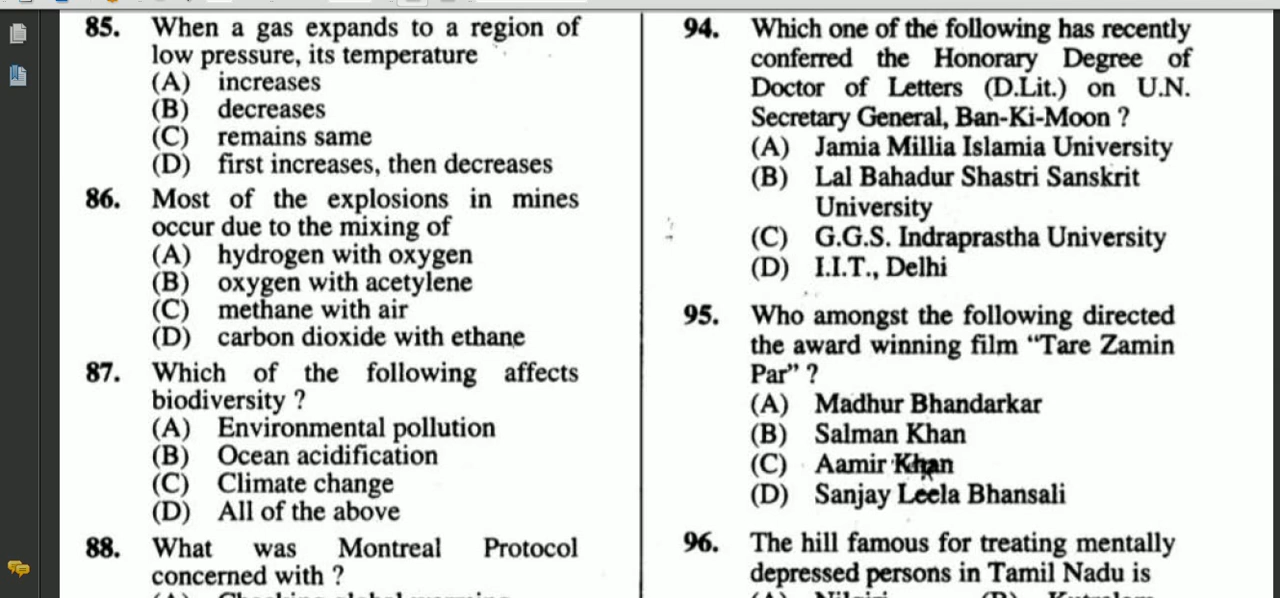 85. When a gas expands to a region of
low pressure, its temperature
(A) increases
(B) decreases
(C) remains same
(D) first increases, then decreases
86. Most of the explosions in mines
occur due to the mixing of
(A) hydrogen with oxygen
(B) oxygen with acetylene
(C) methane with air
(D) carbon dioxide with ethane
87. Which of the following affects
biodiversity ?
(A) Environmental pollution
(B) Ocean acidification
(C) Climate change
(D) All of the above
88. What was Montreal Protocol
concerned with ?
94. Which one of the following has recently
conferred the Honorary Degree of
Doctor of Letters (D.Lit.) on U.N.
Secretary General, Ban-Ki-Moon ?
(A) Jamia Millia Islamia University
(B) Lal Bahadur Shastri Sanskrit
University
(C) G.G.S. Indraprastha University
(D) I.I.T., Delhi
95. Who amongst the following directed
the award winning film “Tare Zamin
Par” ?
(A) Madhur Bhandarkar
(B) Salman Khan
(C) Aamir Khan
(D) Sanjay Leela Bhansali
96. The hill famous for treating mentally
depressed persons in Tamil Nadu is